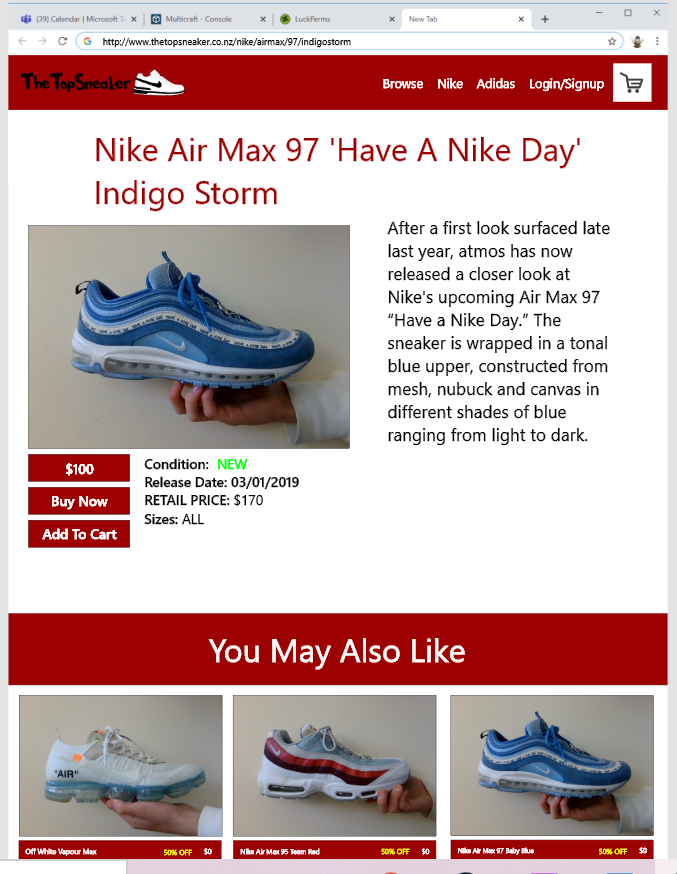 (39) Calendar | Microsoft T
Multicraft - Console
LuckPerms
New Tab
http://www.thetopsneaker.co.nz/nike/airmax/97/indigostorm
TheTopSneaker
Browse Nike Adidas Login/Signup
Nike Air Max 97 'Have A Nike Day'
Indigo Storm
After a first look surfaced late
last year, atmos has now
released a closer look at
Nike's upcoming Air Max 97
“Have a Nike Day.” The
sneaker is wrapped in a tonal
blue upper, constructed from
mesh, nubuck and canvas in
different shades of blue
ranging from light to dark.
$100
Buy Now
Add To Cart
Condition: NEW
Release Date: 03/01/2019
RETAIL PRICE: $170
Sizes: ALL
You May Also Like
"AIR"
Off White Vapour Max 50% OFF $0
Nike Air Max 95 Team Red 50% OFF $0
Nike Air Max 97 Baby Blue 50% OFF $0